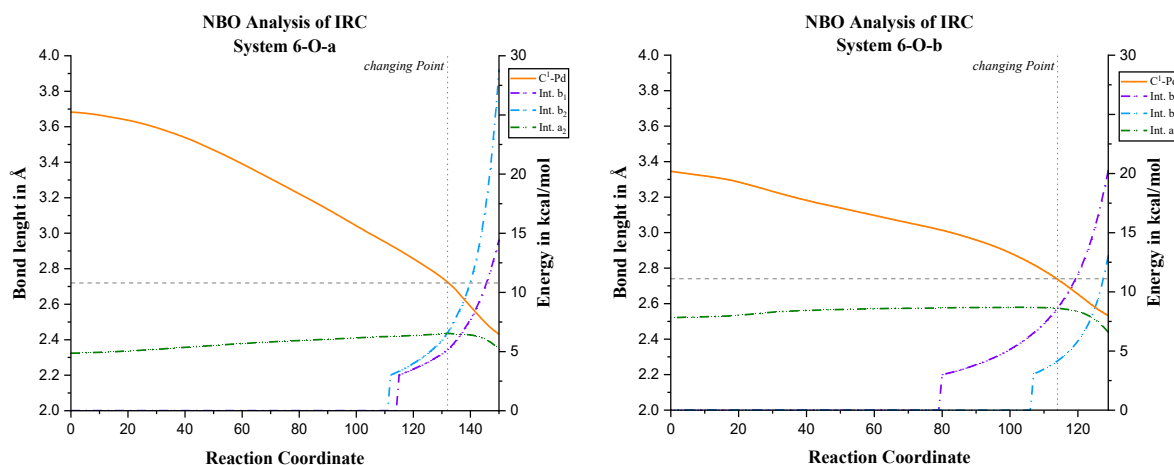 NBO Analysis of IRC
System 6-O-a
changing Point
C¹-Pd
Int. b₁
Int. b₂
Int. a₂
4.0
3.8
3.6
3.4
3.2
3.0
2.8
2.6
2.4
2.2
2.0
Bond lenght in Å
30
25
20
15
10
5
0
Energy in kcal/mol
0 20 40 60 80 100 120 140
Reaction Coordinate
NBO Analysis of IRC
System 6-O-b
changing Point
C¹-Pd
Int. b
Int. b
Int. a
4.0
3.8
3.6
3.4
3.2
3.0
2.8
2.6
2.4
2.2
2.0
Bond lenght in Å
30
25
20
15
10
5
0
Energy in kcal/mol
0 20 40 60 80 100 120
Reaction Coordinate